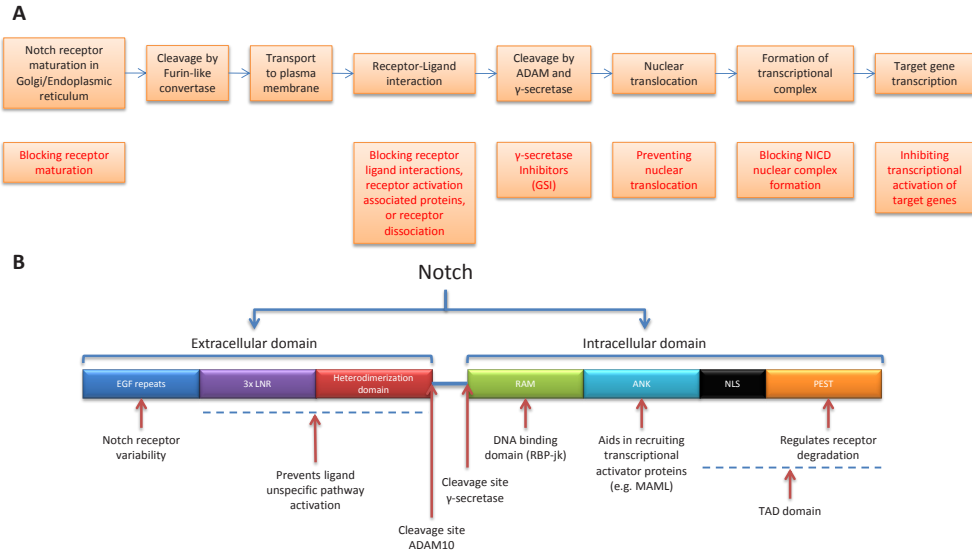 A
Notch receptor
maturation in
Golgi/Endoplasmic
reticulum
Cleavage by
Furin-like
convertase
Transport
to plasma
membrane
Receptor-Ligand
interaction
Cleavage by
ADAM and
γ-secretase
Nuclear
translocation
Formation of
transcriptional
complex
Target gene
transcription
Blocking receptor
maturation
Blocking receptor
ligand interactions,
receptor activation
associated proteins,
or receptor
dissociation
γ-secretase
Inhibitors
(GSI)
Preventing
nuclear
translocation
Blocking NICD
nuclear complex
formation
Inhibiting
transcriptional
activation of
target genes
B
Notch
Extracellular domain
Intracellular domain
EGF repeats
3x LNR
Heterodimerization
domain
RAM
ANK
NLS
PEST
Notch receptor
variability
Prevents ligand
unspecific pathway
activation
Cleavage site
ADAM10
Cleavage site
γ-secretase
DNA binding
domain (RBP-jk)
Aids in recruiting
transcriptional
activator proteins
(e.g. MAML)
Regulates receptor
degradation
TAD domain